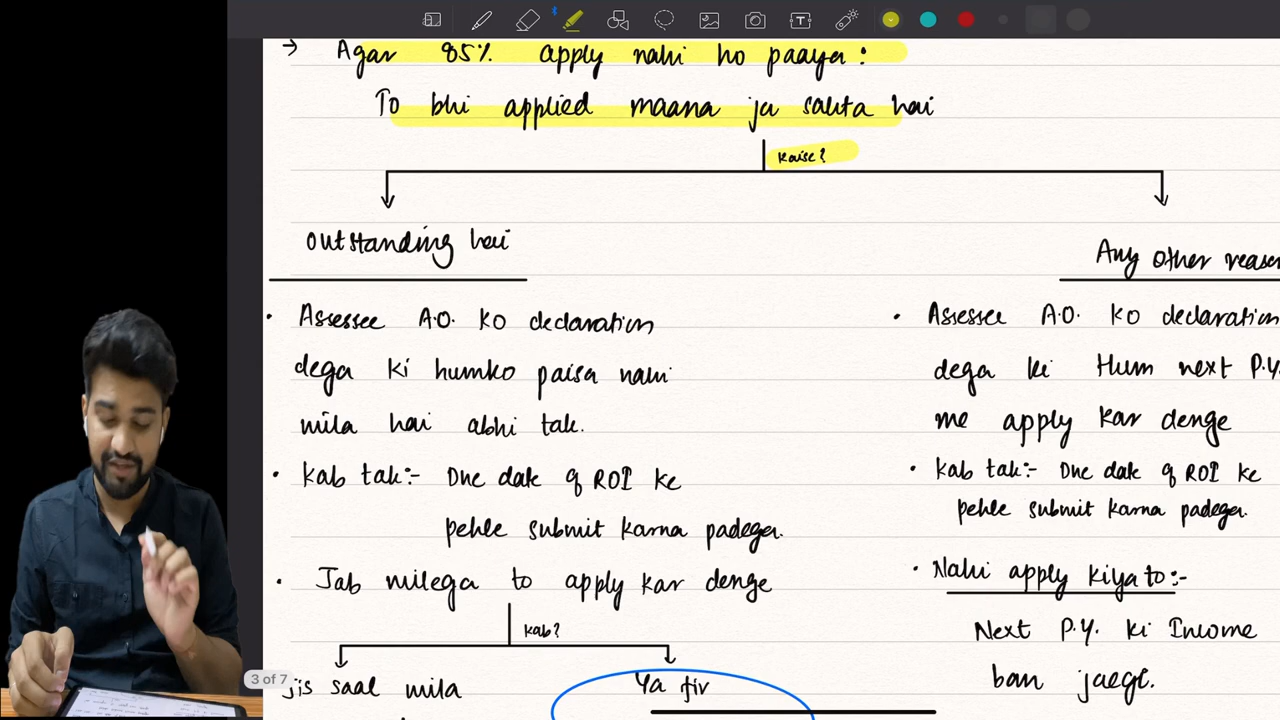 → Agar 85% apply nahi ho paaya :
To bhi applied maana ja sakta hai
Kaise?
Outstanding hai
• Assessee A.O. KO declaration
dega ki humko paisa nahi
mila hai abhi tak.
• Kab tak:- Due date of ROI ke
pehle submit karna padega.
• Jab milega to apply kar denge
Kab?
jis saal mila
Ya fir
Any other reason
• Assessee A.O. KO declaration
dega ki Hum next P.Y.
me apply kar denge
• Kab tak:- Due date of ROI ke
pehle submit karna padega.
• Nahi apply kiya to:-
Next P.Y. ki Income
ban jaegi.
3 of 7